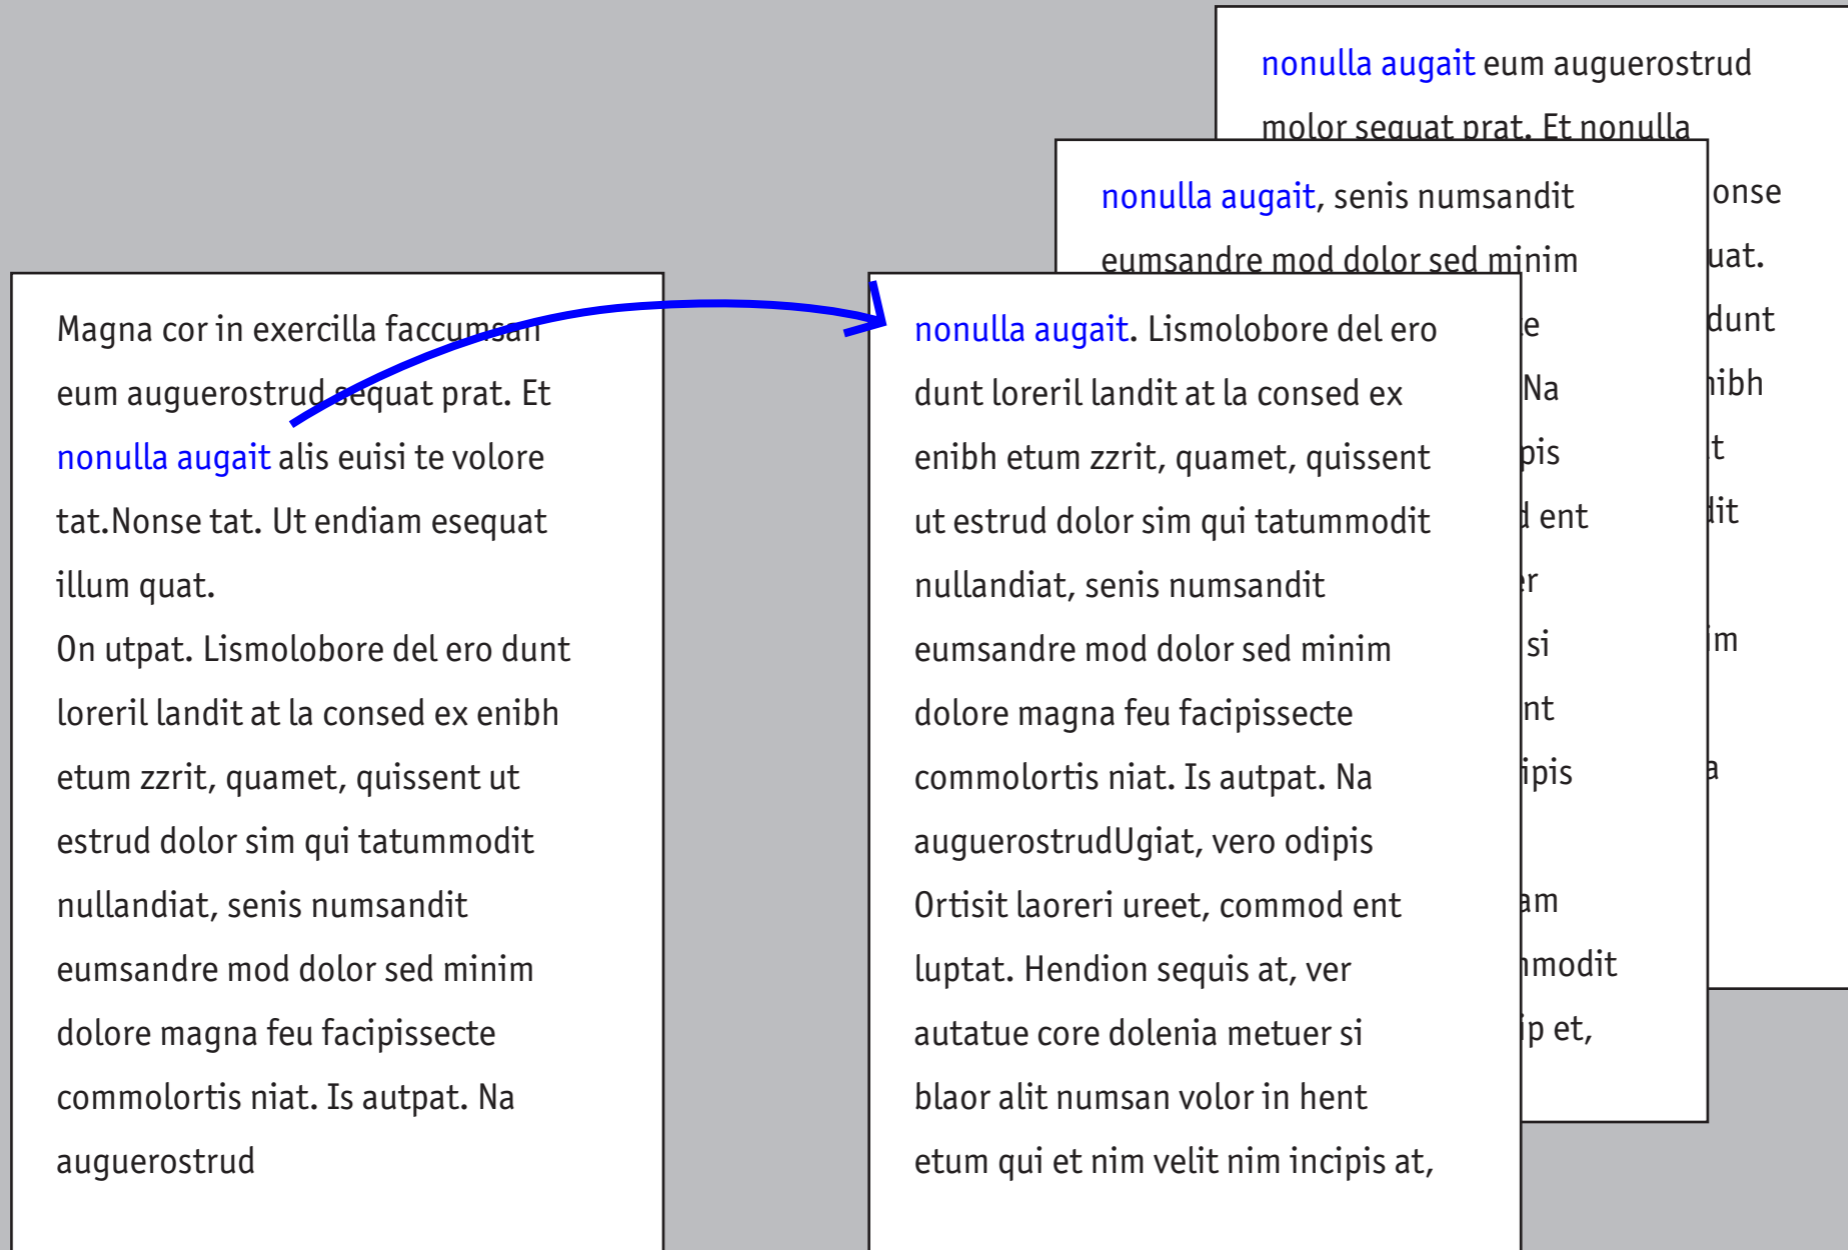 Magna cor in exercilla faccumsan
eum auguerostrud sequat prat. Et
nonulla augait alis euisi te volore
tat.Nonse tat. Ut endiam esequat
illum quat.
On utpat. Lismolobore del ero dunt
loreril landit at la consed ex enibh
etum zzrit, quamet, quissent ut
estrud dolor sim qui tatummodit
nullandiat, senis numsandit
eumsandre mod dolor sed minim
dolore magna feu facipissecte
commolortis niat. Is autpat. Na
auguerostrud
nonulla augait. Lismolobore del ero
dunt loreril landit at la consed ex
enibh etum zzrit, quamet, quissent
ut estrud dolor sim qui tatummodit
nullandiat, senis numsandit
eumsandre mod dolor sed minim
dolore magna feu facipissecte
commolortis niat. Is autpat. Na
auguerostrudUgiat, vero odipis
Ortisit laoreri ureet, commod ent
luptat. Hendion sequis at, ver
autatue core dolenia metuer si
blaor alit numsan volor in hent
etum qui et nim velit nim incipis at,
nonulla augait, senis numsandit
eumsandre mod dolor sed minim
Na
ent
si
et,
nonulla augait eum auguerostrud
molor sequat prat. Et nonulla